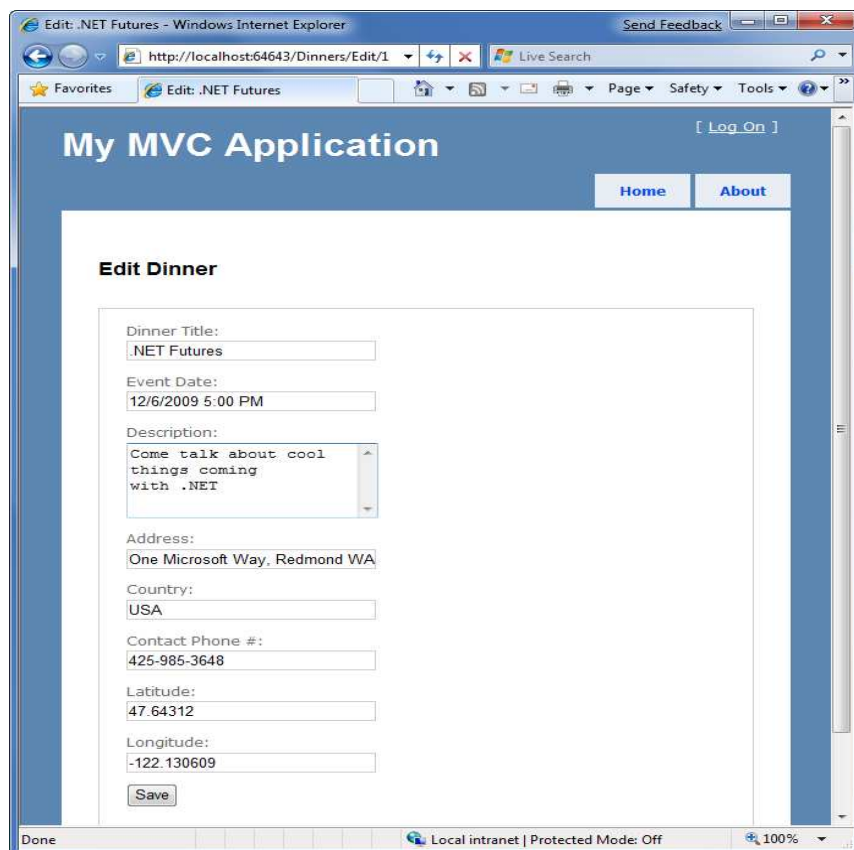 Edit: .NET Futures - Windows Internet Explorer
Send Feedback
http://localhost:64643/Dinners/Edit/1
Live Search
Favorites
Edit: .NET Futures
Page
Safety
Tools
»
My MVC Application
[ Log On ]
Home
About
Edit Dinner
Dinner Title:
.NET Futures
Event Date:
12/6/2009 5:00 PM
Description:
Come talk about cool
things coming
with .NET
Address:
One Microsoft Way, Redmond WA
Country:
USA
Contact Phone #:
425-985-3648
Latitude:
47.64312
Longitude:
-122.130609
Save
Done
Local intranet | Protected Mode: Off
100%